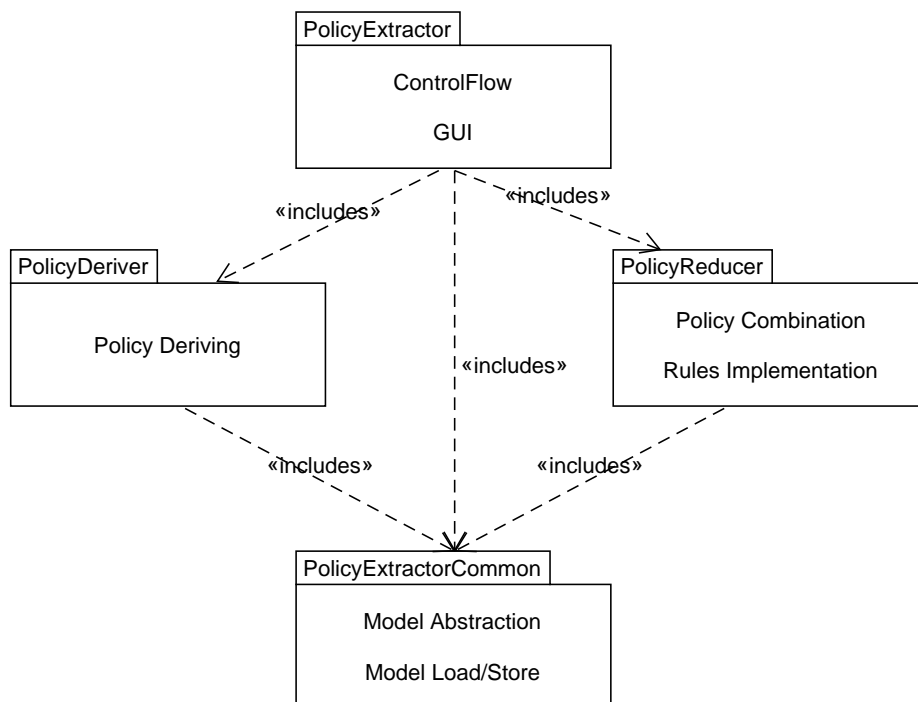 PolicyExtractor
ControlFlow
GUI
«includes»
«includes»
PolicyDeriver
PolicyReducer
Policy Deriving
Policy Combination
Rules Implementation
«includes»
«includes»
«includes»
PolicyExtractorCommon
Model Abstraction
Model Load/Store